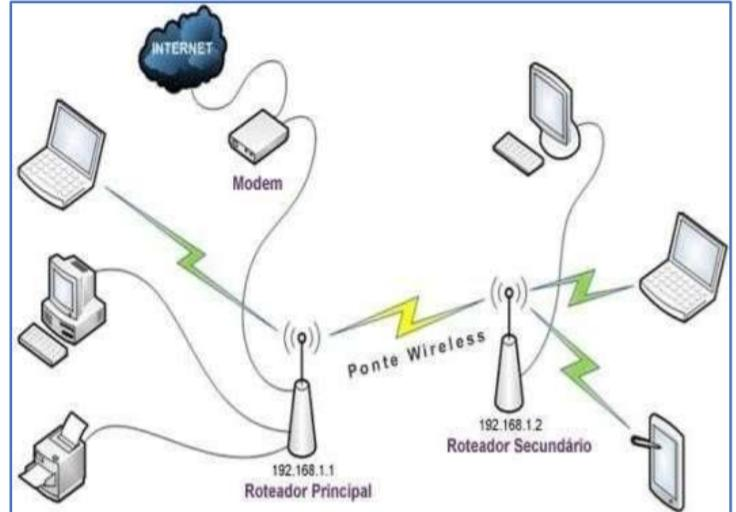 INTERNET
Modem
Ponte Wireless
192.168.1.1
Roteador Principal
192.168.1.2
Roteador Secundário